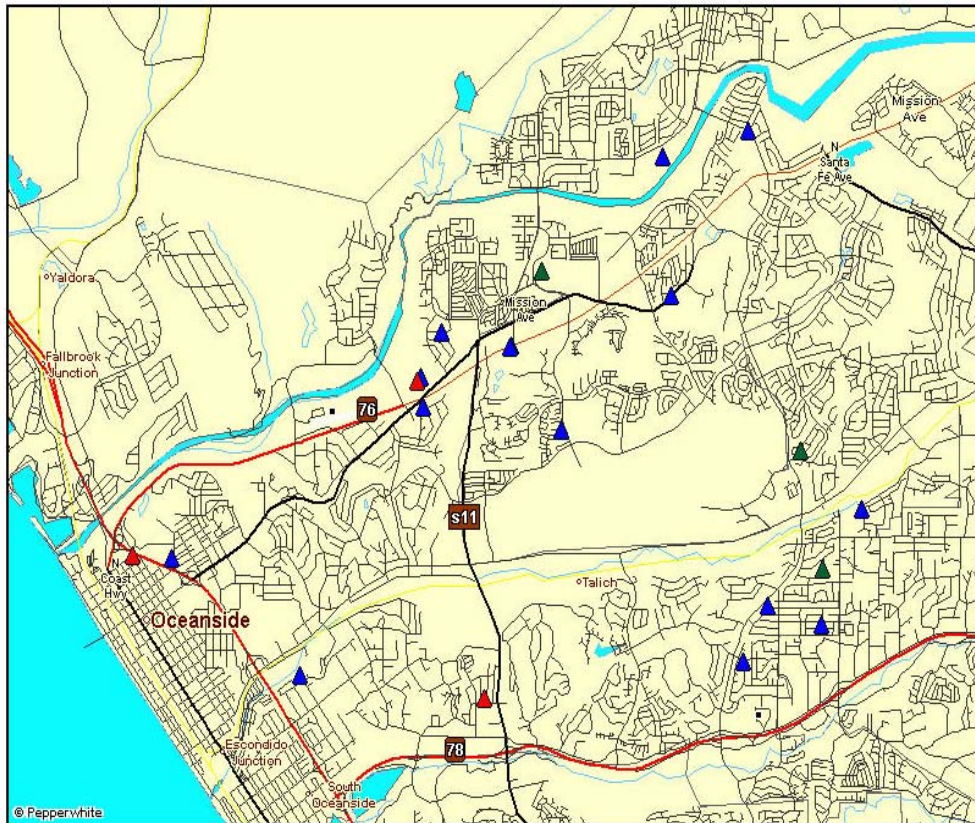 Mission
Ave
N
Santa
Fe Ave
Yaldora
Mission
Ave
Fallbrook
Junction
76
s11
N
Coast
Hwy
Talich
Oceanside
Escondido
Junction
78
South
Oceanside
© Pepperwhite